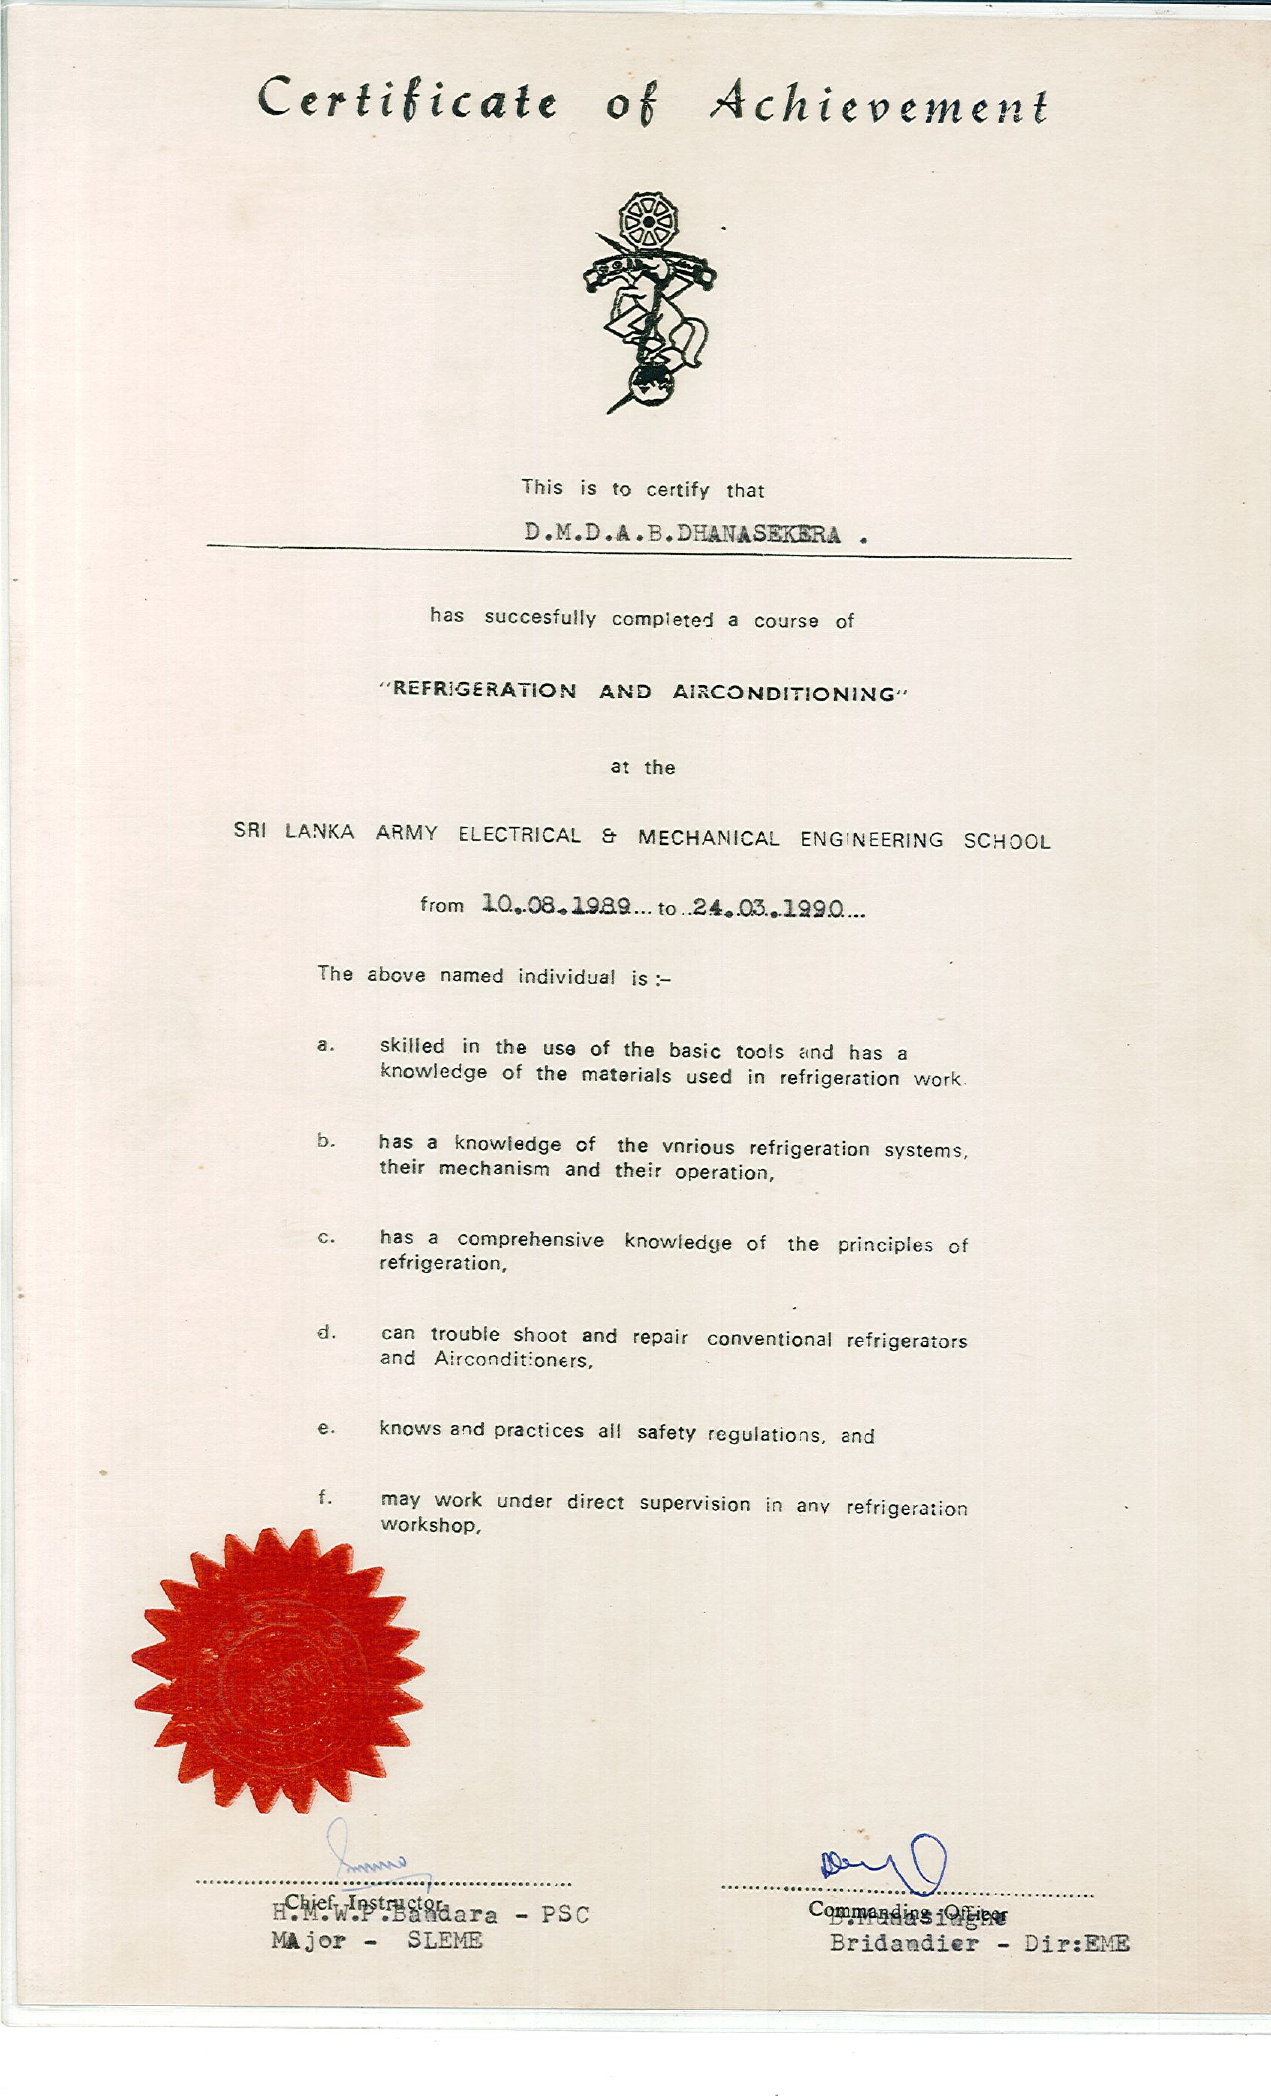 Certificate of Achievement
This is to certify that
D.M.D.A.B.DHANASEKERA .
has succesfully completed a course of
"REFRIGERATION AND AIRCONDITIONING"
at the
SRI LANKA ARMY ELECTRICAL & MECHANICAL ENGINEERING SCHOOL
from 10.08.1989... to 24.03.1990...
The above named individual is :-
a. skilled in the use of the basic tools and has a
knowledge of the materials used in refrigeration work.
b. has a knowledge of the vnrious refrigeration systems,
their mechanism and their operation,
c. has a comprehensive knowledge of the principles of
refrigeration,
d. can trouble shoot and repair conventional refrigerators
and Airconditioners,
e. knows and practices all safety regulations, and
f. may work under direct supervision in any refrigeration
workshop,
Chief Instructor
H.M.W.P.Bandara - PSC
MAjor - SLEME
Commanding Officer
Bridandier - Dir:EME